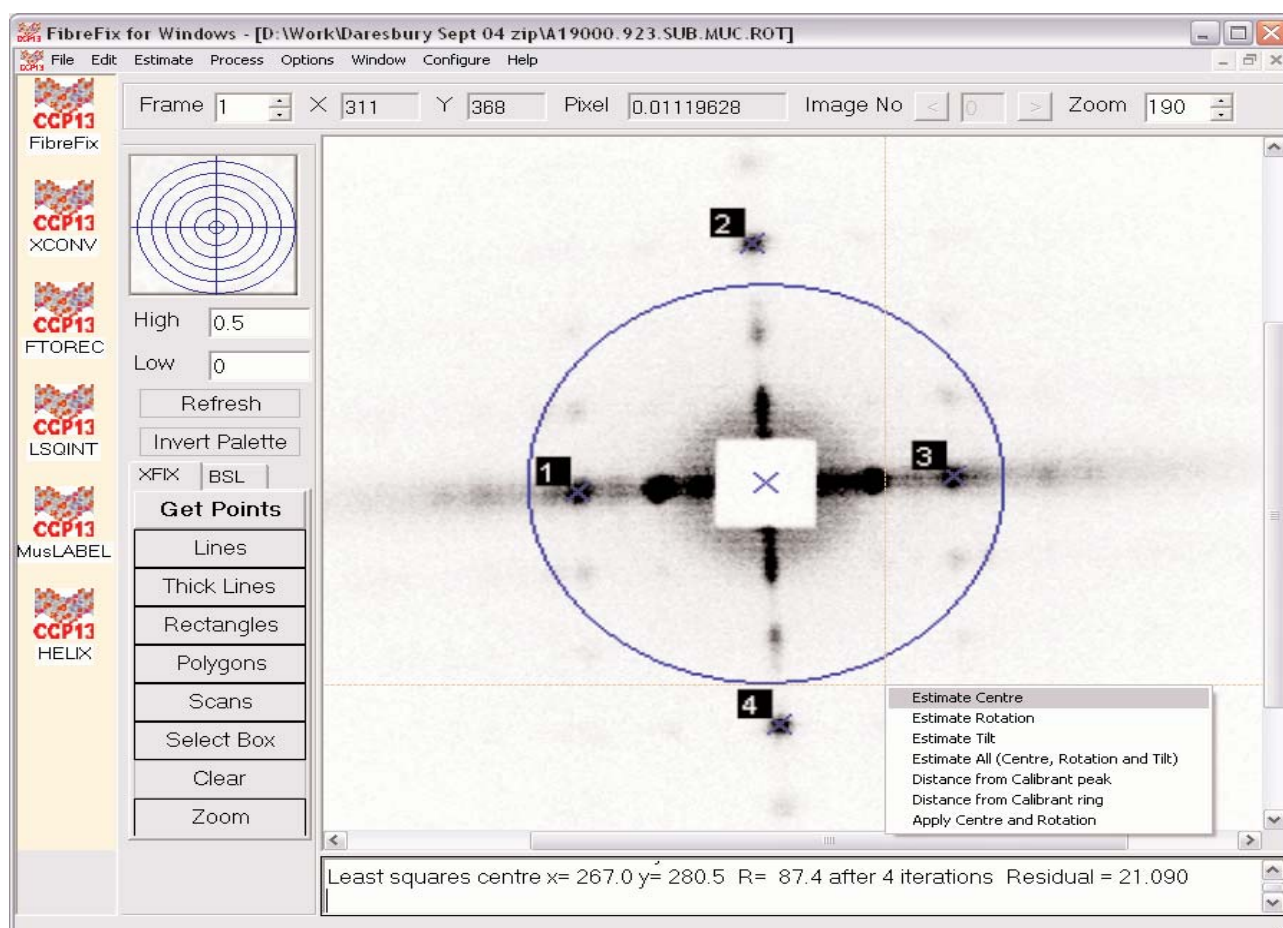 FibreFix for Windows - [D:\Work\Daresbury Sept 04 zip\A19000.923.SUB.MUC.ROT]
File Edit Estimate Process Options Window Configure Help
Frame 1 X 311 Y 368 Pixel 0.01119628 Image No < 0 > Zoom 190
CCP13
FibreFix
CCP13
XCONV
CCP13
FTOREC
CCP13
LSQINT
CCP13
MusLABEL
CCP13
HELIX
High 0.5
Low 0
Refresh
Invert Palette
XFIX BSL
Get Points
Lines
Thick Lines
Rectangles
Polygons
Scans
Select Box
Clear
Zoom
2
1
3
4
Estimate Centre
Estimate Rotation
Estimate Tilt
Estimate All (Centre, Rotation and Tilt)
Distance from Calibrant peak
Distance from Calibrant ring
Apply Centre and Rotation
Least squares centre x= 267.0 y= 280.5 R= 87.4 after 4 iterations Residual = 21.090